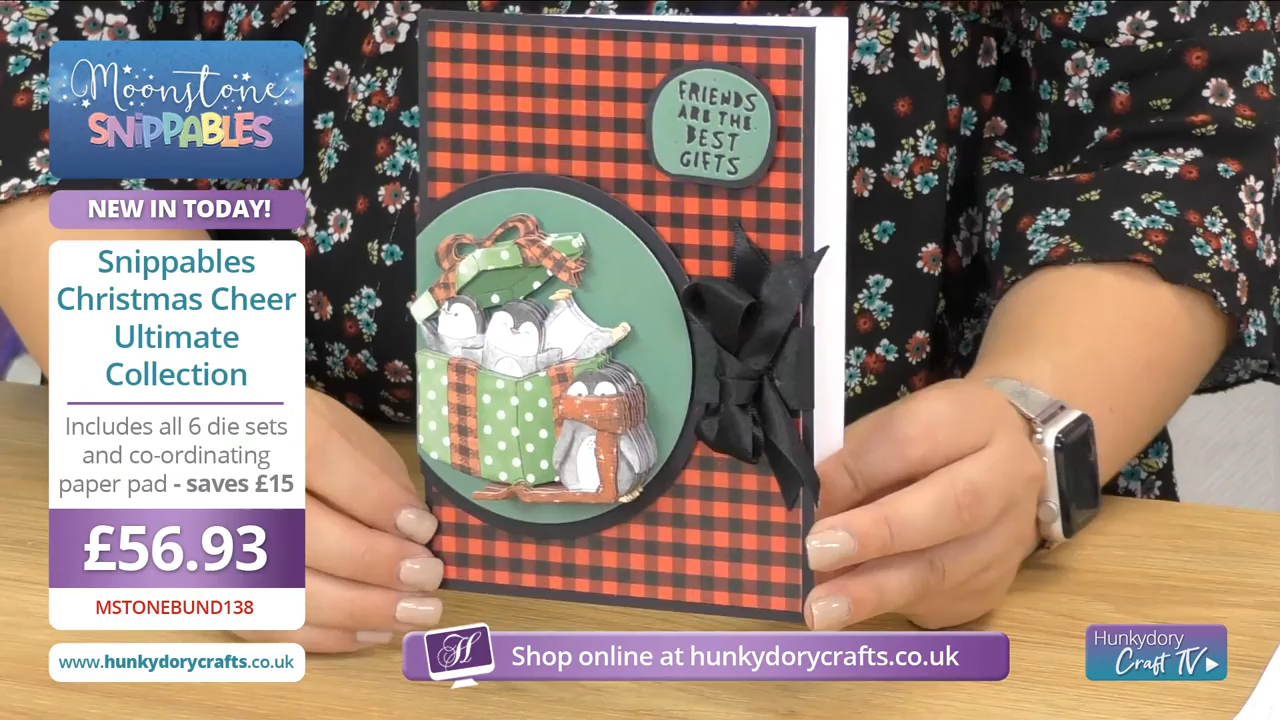 Moonstone
SNIPPABLES
NEW IN TODAY!
Snippables
Christmas Cheer
Ultimate
Collection
Includes all 6 die sets
and co-ordinating
paper pad - saves £15
£56.93
MSTONEBUND138
www.hunkydorycrafts.co.uk
FRIENDS
ARE THE
BEST
GIFTS
H
Shop online at hunkydorycrafts.co.uk
Hunkydory
Craft TV